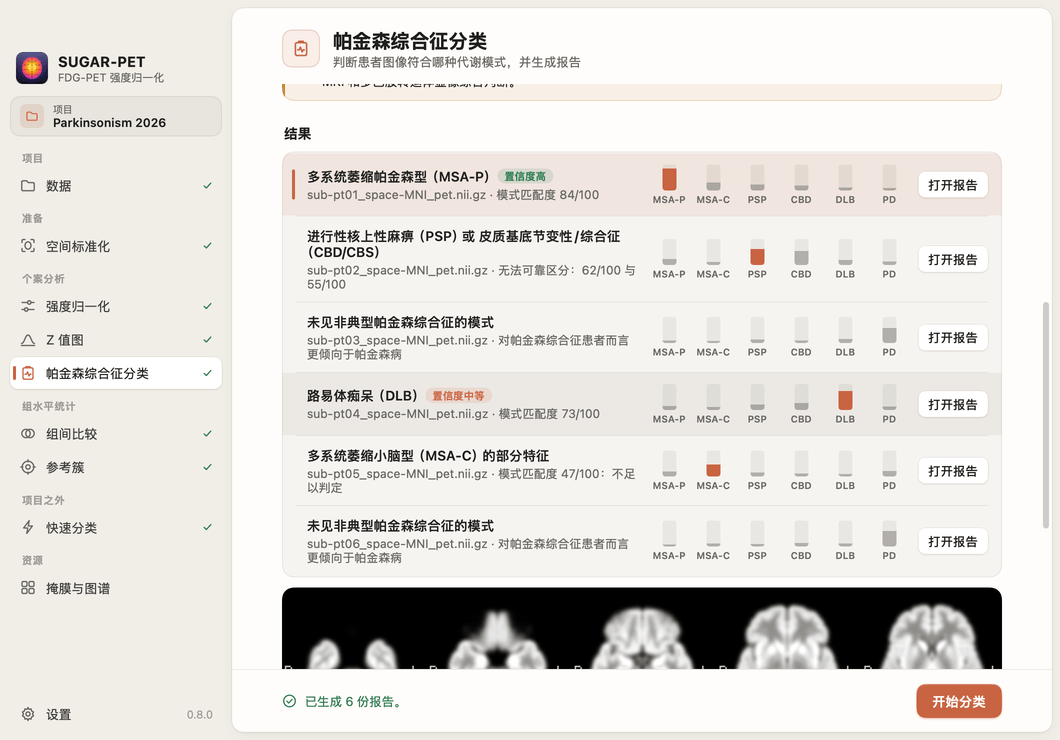 SUGAR-PET
FDG-PET 强度归一化
项目
Parkinsonism 2026
项目
数据
准备
空间标准化
个案分析
强度归一化
Z 值图
帕金森综合征分类
组水平统计
组间比较
参考簇
项目之外
快速分类
资源
掩膜与图谱
设置
0.8.0
帕金森综合征分类
判断患者图像符合哪种代谢模式，并生成报告
结果
多系统萎缩帕金森型（MSA-P） 置信度高
sub-pt01_space-MNI_pet.nii.gz · 模式匹配度 84/100
MSA-P MSA-C PSP CBD DLB PD
打开报告
进行性核上性麻痹（PSP）或 皮质基底节变性/综合征
（CBD/CBS）
sub-pt02_space-MNI_pet.nii.gz · 无法可靠区分：62/100 与
55/100
MSA-P MSA-C PSP CBD DLB PD
打开报告
未见非典型帕金森综合征的模式
sub-pt03_space-MNI_pet.nii.gz · 对帕金森综合征患者而言
更倾向于帕金森病
MSA-P MSA-C PSP CBD DLB PD
打开报告
路易体痴呆（DLB） 置信度中等
sub-pt04_space-MNI_pet.nii.gz · 模式匹配度 73/100
MSA-P MSA-C PSP CBD DLB PD
打开报告
多系统萎缩小脑型（MSA-C）的部分特征
sub-pt05_space-MNI_pet.nii.gz · 模式匹配度 47/100：不足
以判定
MSA-P MSA-C PSP CBD DLB PD
打开报告
未见非典型帕金森综合征的模式
sub-pt06_space-MNI_pet.nii.gz · 对帕金森综合征患者而言
更倾向于帕金森病
MSA-P MSA-C PSP CBD DLB PD
打开报告
已生成 6 份报告。
开始分类